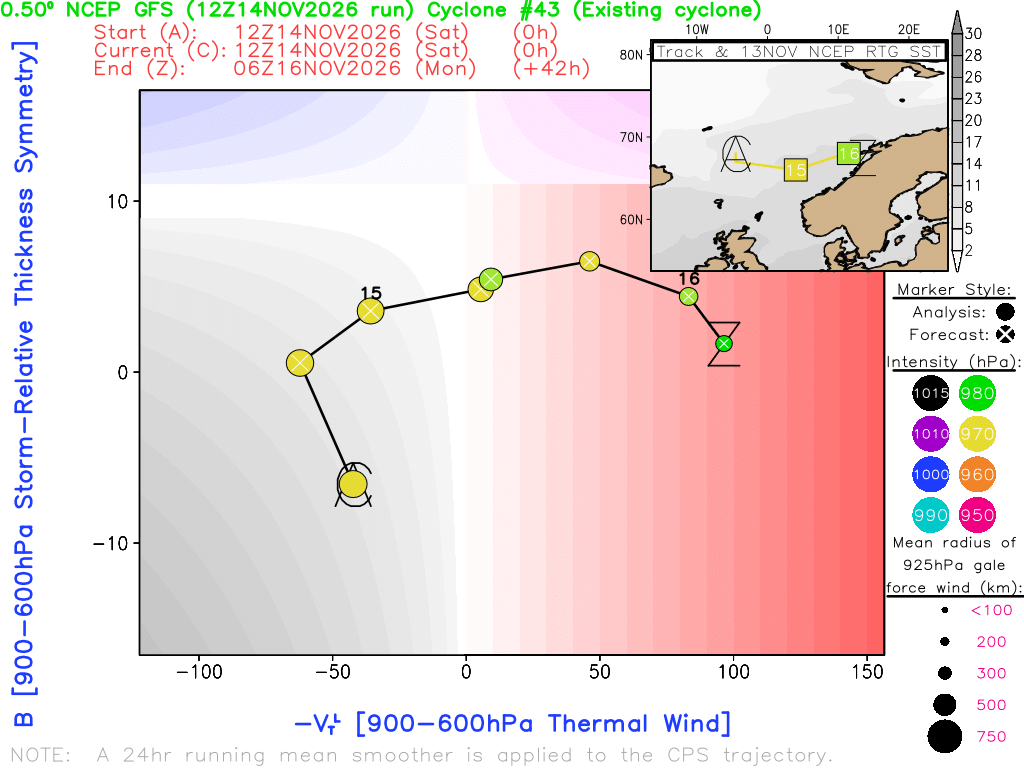 0.50° NCEP GFS (12Z14NOV2026 run) Cyclone #43 (Existing cyclone)
Start (A): 12Z14NOV2026 (Sat) (0h)
Current (C): 12Z14NOV2026 (Sat) (0h)
End (Z): 06Z16NOV2026 (Mon) (+42h)
10W 0 10E 20E
Track & 13NOV NCEP RTG SST
80N
70N
60N
A
C
15
16
Z
30
28
26
23
20
17
14
11
8
5
2
B [900-600hPa Storm-Relative Thickness Symmetry]
10
0
-10
15
16
A
C
Z
-100 -50 0 50 100 150
-V_T^L [900-600hPa Thermal Wind]
Marker Style:
Analysis:
Forecast:
Intensity (hPa):
1015 980
1010 970
1000 960
990 950
Mean radius of
925hPa gale
force wind (km):
<100
200
300
500
750
NOTE: A 24hr running mean smoother is applied to the CPS trajectory.